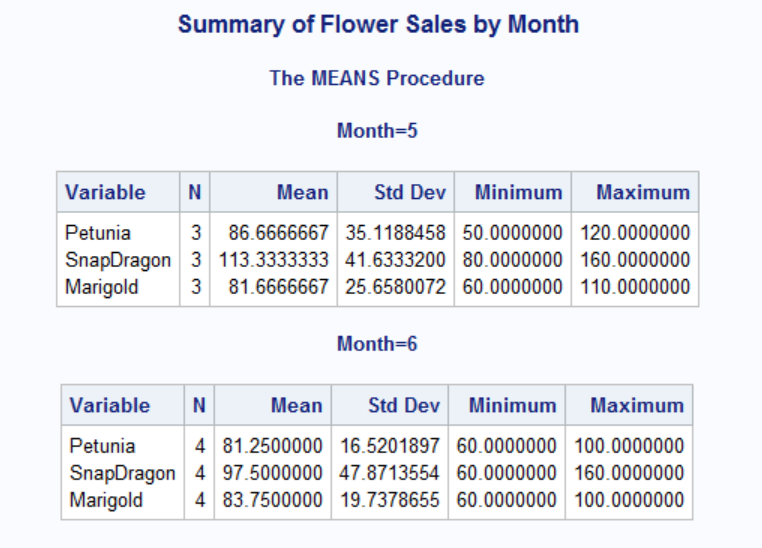 Summary of Flower Sales by Month
The MEANS Procedure
Month=5
Variable N Mean Std Dev Minimum Maximum
Petunia 3 86.6666667 35.1188458 50.0000000 120.0000000
SnapDragon 3 113.3333333 41.6333200 80.0000000 160.0000000
Marigold 3 81.6666667 25.6580072 60.0000000 110.0000000
Month=6
Variable N Mean Std Dev Minimum Maximum
Petunia 4 81.2500000 16.5201897 60.0000000 100.0000000
SnapDragon 4 97.5000000 47.8713554 60.0000000 160.0000000
Marigold 4 83.7500000 19.7378655 60.0000000 100.0000000